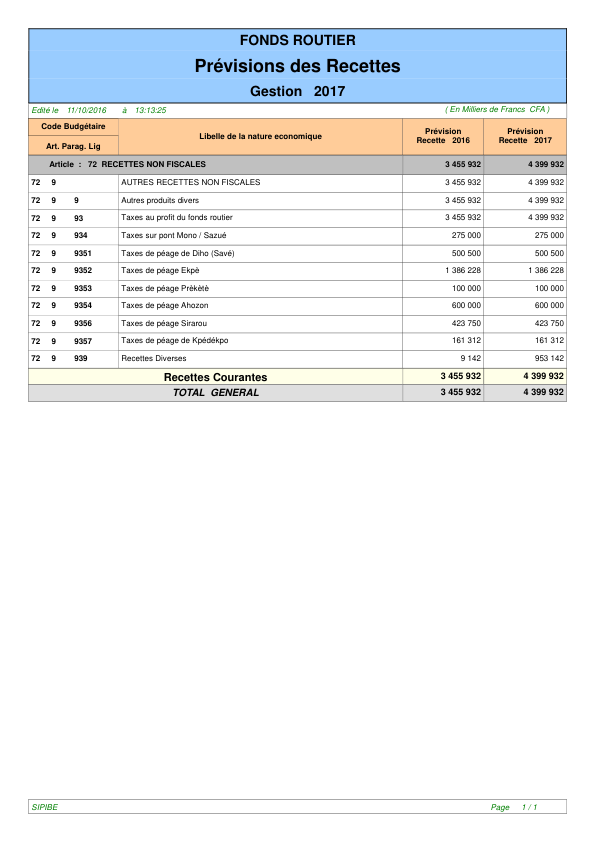 FONDS ROUTIER
Prévisions des Recettes
Gestion 2017
Edité le 11/10/2016 à 13:13:25 ( En Milliers de Francs CFA )
Code Budgétaire
Art. Parag. Lig
Libelle de la nature economique
Prévision
Recette 2016
Prévision
Recette 2017
Article : 72 RECETTES NON FISCALES 3 455 932 4 399 932
72 9 AUTRES RECETTES NON FISCALES 3 455 932 4 399 932
72 9 9 Autres produits divers 3 455 932 4 399 932
72 9 93 Taxes au profit du fonds routier 3 455 932 4 399 932
72 9 934 Taxes sur pont Mono / Sazué 275 000 275 000
72 9 9351 Taxes de péage de Diho (Savé) 500 500 500 500
72 9 9352 Taxes de péage Ekpè 1 386 228 1 386 228
72 9 9353 Taxes de péage Prèkètè 100 000 100 000
72 9 9354 Taxes de péage Ahozon 600 000 600 000
72 9 9356 Taxes de péage Sirarou 423 750 423 750
72 9 9357 Taxes de péage de Kpédékpo 161 312 161 312
72 9 939 Recettes Diverses 9 142 953 142
Recettes Courantes 3 455 932 4 399 932
TOTAL GENERAL 3 455 932 4 399 932
SIPIBE Page 1 / 1